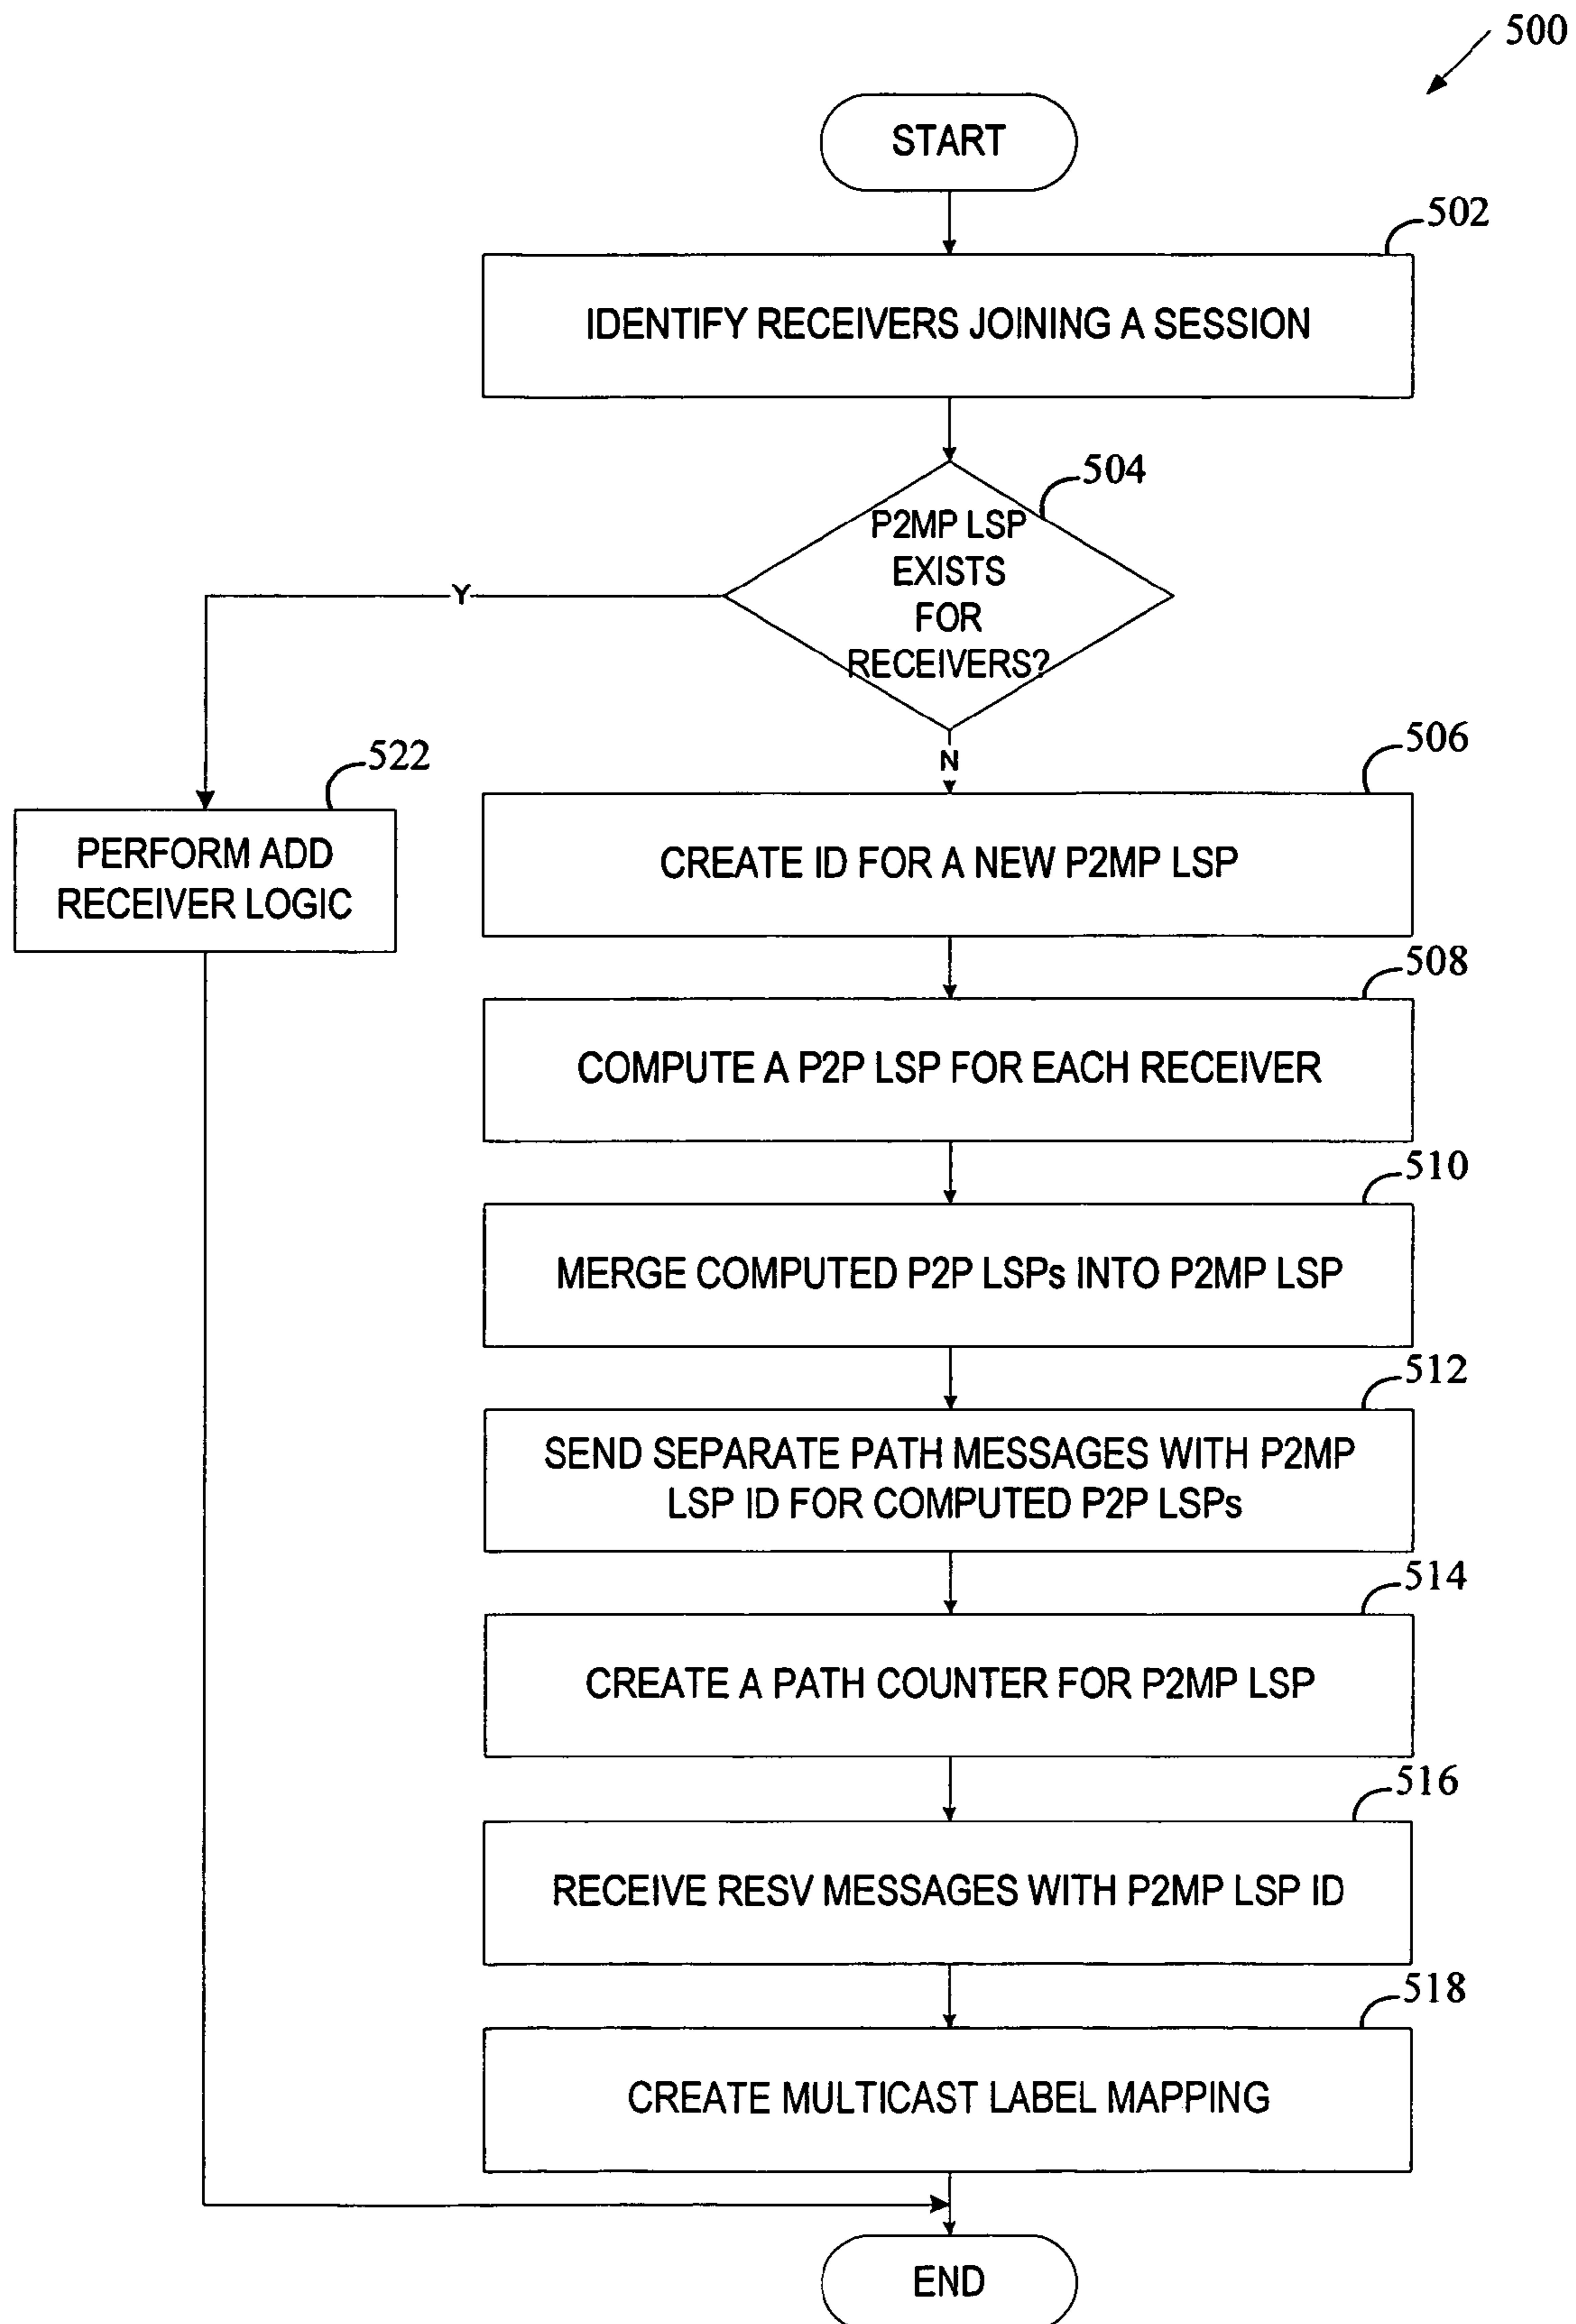 500
START
502
IDENTIFY RECEIVERS JOINING A SESSION
504
P2MP LSP
EXISTS
FOR
RECEIVERS?
Y
N
522
PERFORM ADD
RECEIVER LOGIC
506
CREATE ID FOR A NEW P2MP LSP
508
COMPUTE A P2P LSP FOR EACH RECEIVER
510
MERGE COMPUTED P2P LSPs INTO P2MP LSP
512
SEND SEPARATE PATH MESSAGES WITH P2MP
LSP ID FOR COMPUTED P2P LSPs
514
CREATE A PATH COUNTER FOR P2MP LSP
516
RECEIVE RESV MESSAGES WITH P2MP LSP ID
518
CREATE MULTICAST LABEL MAPPING
END